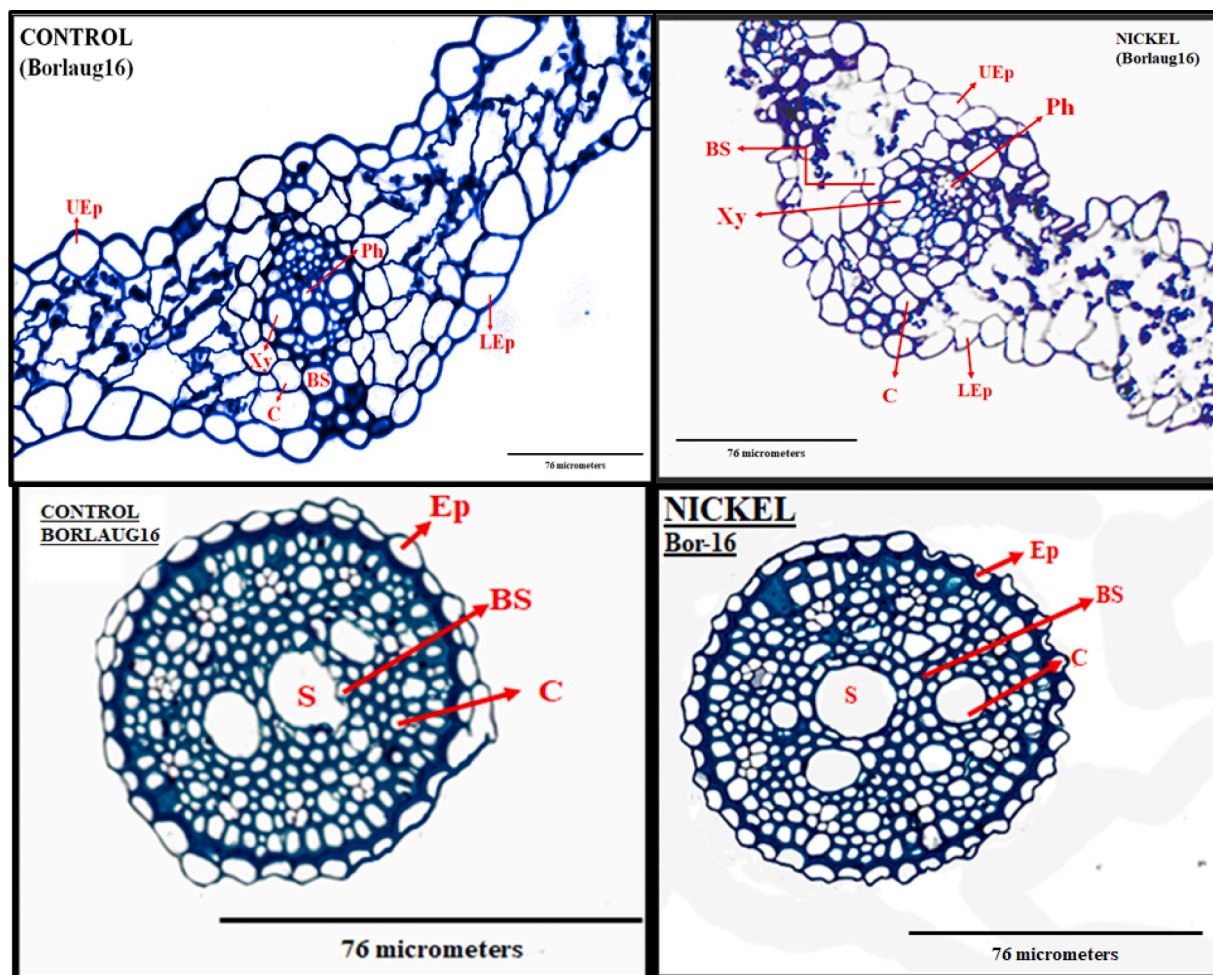 CONTROL
(Borlaug16)
UEp
Ph
Xy
BS
C
LEp
76 micrometers
NICKEL
(Borlaug16)
UEp
Ph
BS
Xy
C
LEp
76 micrometers
CONTROL
BORLAUG16
Ep
BS
S
C
76 micrometers
NICKEL
Bor-16
Ep
BS
C
S
76 micrometers